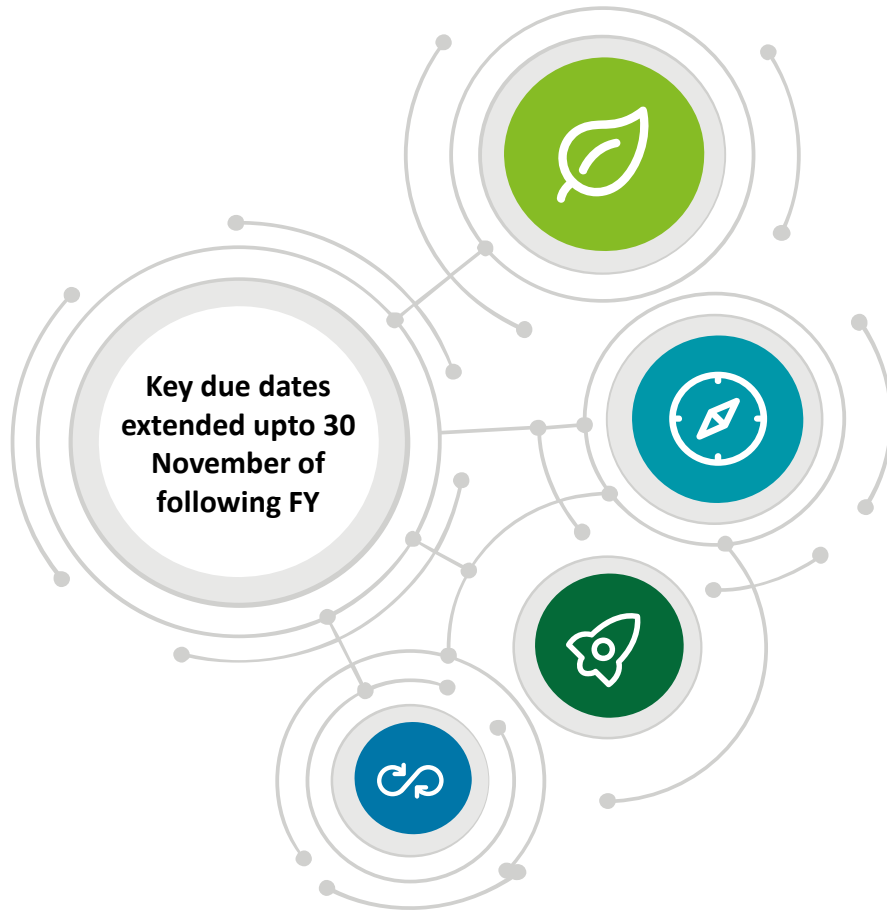 Key due dates
extended upto 30
November of
following FY